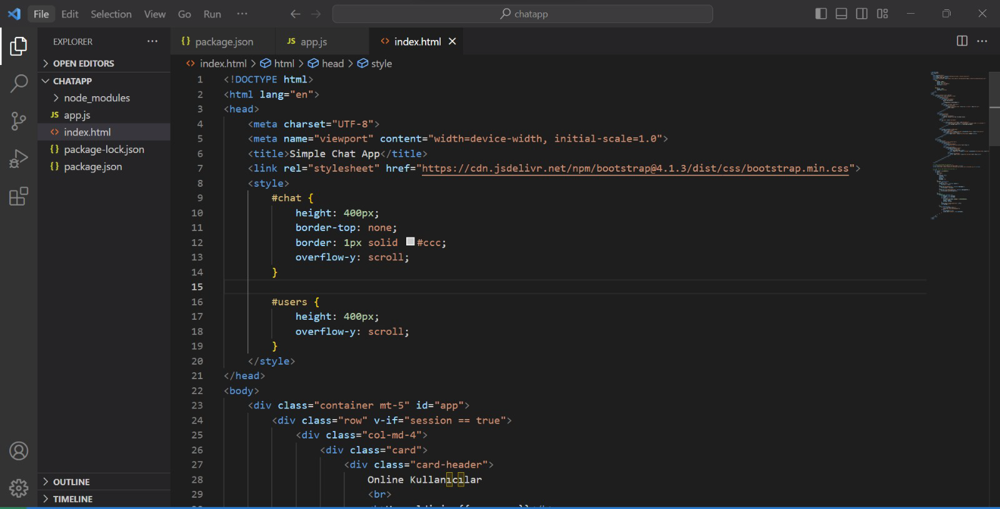 File Edit Selection View Go Run ··· chatapp
EXPLORER ···
OPEN EDITORS
CHATAPP
node_modules
JS app.js
<> index.html
{} package-lock.json
{} package.json
OUTLINE
TIMELINE
{} package.json JS app.js <> index.html
<> index.html > html > head > style
1 <!DOCTYPE html>
2 <html lang="en">
3 <head>
4 <meta charset="UTF-8">
5 <meta name="viewport" content="width=device-width, initial-scale=1.0">
6 <title>Simple Chat App</title>
7 <link rel="stylesheet" href="https://cdn.jsdelivr.net/npm/bootstrap@4.1.3/dist/css/bootstrap.min.css">
8 <style>
9 #chat {
10 height: 400px;
11 border-top: none;
12 border: 1px solid #ccc;
13 overflow-y: scroll;
14 }
15
16 #users {
17 height: 400px;
18 overflow-y: scroll;
19 }
20 </style>
21 </head>
22 <body>
23 <div class="container mt-5" id="app">
24 <div class="row" v-if="session == true">
25 <div class="col-md-4">
26 <div class="card">
27 <div class="card-header">
28 Online Kullanıcılar
29 <br>